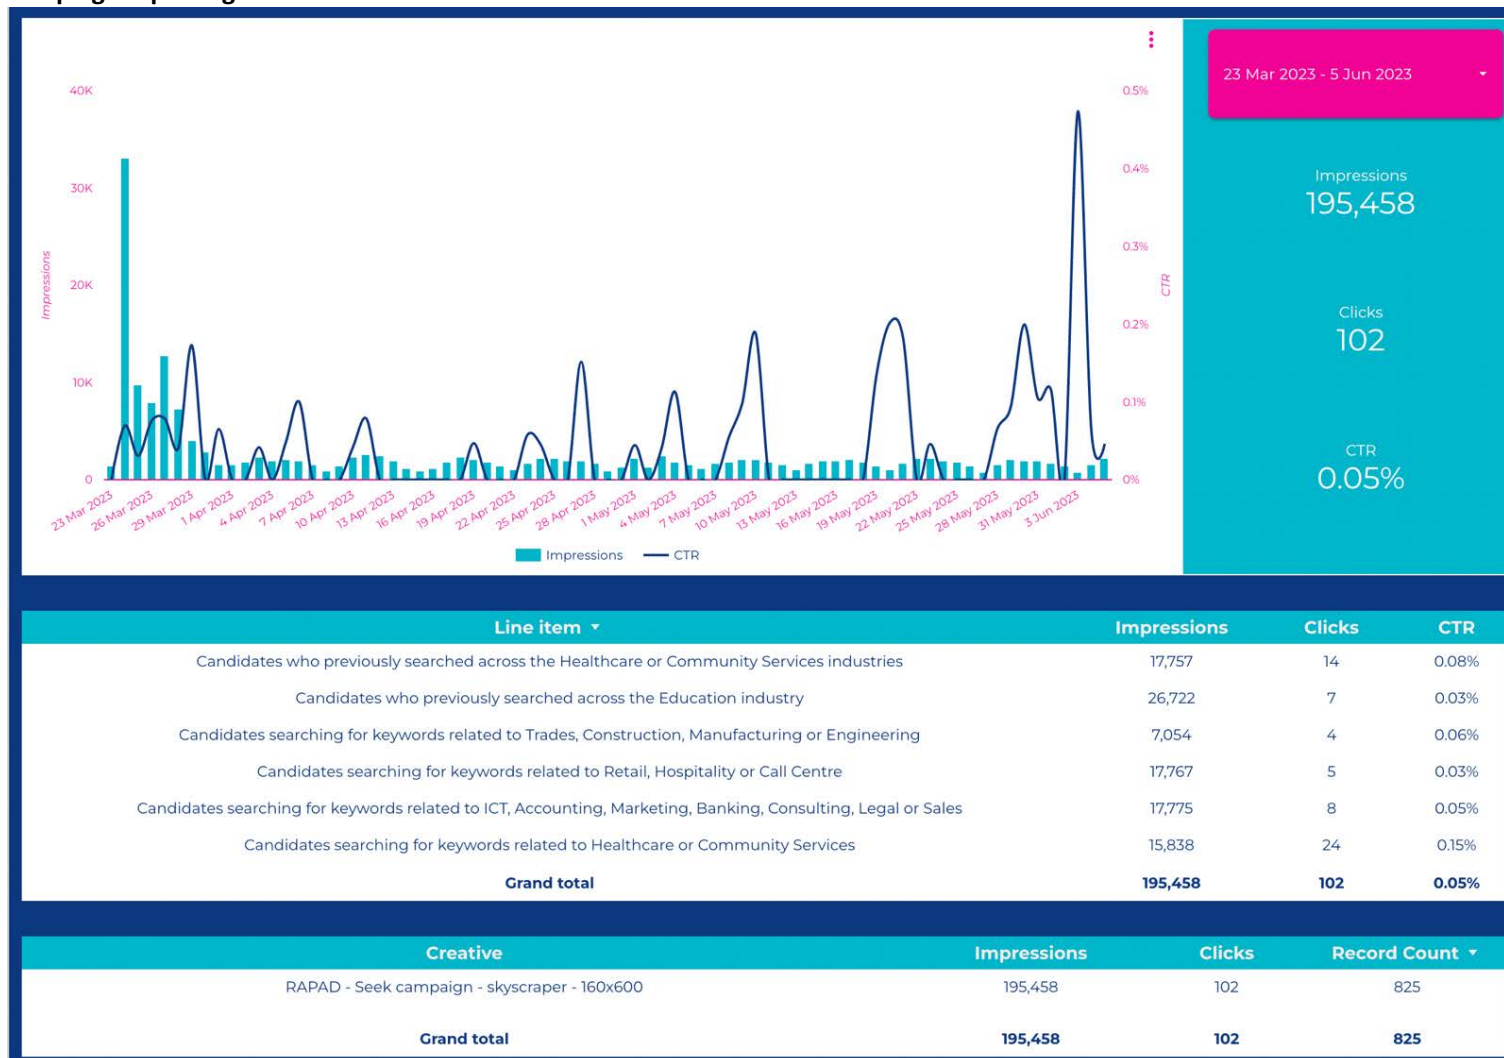 23 Mar 2023 - 5 Jun 2023
40K
30K
20K
10K
0
Impressions
0.5%
0.4%
0.3%
0.2%
0.1%
0%
CTR
23 Mar 2023
26 Mar 2023
29 Mar 2023
1 Apr 2023
4 Apr 2023
7 Apr 2023
10 Apr 2023
13 Apr 2023
16 Apr 2023
19 Apr 2023
22 Apr 2023
25 Apr 2023
28 Apr 2023
1 May 2023
4 May 2023
7 May 2023
10 May 2023
13 May 2023
16 May 2023
19 May 2023
22 May 2023
25 May 2023
28 May 2023
31 May 2023
3 Jun 2023
Impressions CTR
Impressions
195,458
Clicks
102
CTR
0.05%
Line item Impressions Clicks CTR
Candidates who previously searched across the Healthcare or Community Services industries 17,757 14 0.08%
Candidates who previously searched across the Education industry 26,722 7 0.03%
Candidates searching for keywords related to Trades, Construction, Manufacturing or Engineering 7,054 4 0.06%
Candidates searching for keywords related to Retail, Hospitality or Call Centre 17,767 5 0.03%
Candidates searching for keywords related to ICT, Accounting, Marketing, Banking, Consulting, Legal or Sales 17,775 8 0.05%
Candidates searching for keywords related to Healthcare or Community Services 15,838 24 0.15%
Grand total 195,458 102 0.05%
Creative Impressions Clicks Record Count
RAPAD - Seek campaign - skyscraper - 160x600 195,458 102 825
Grand total 195,458 102 825